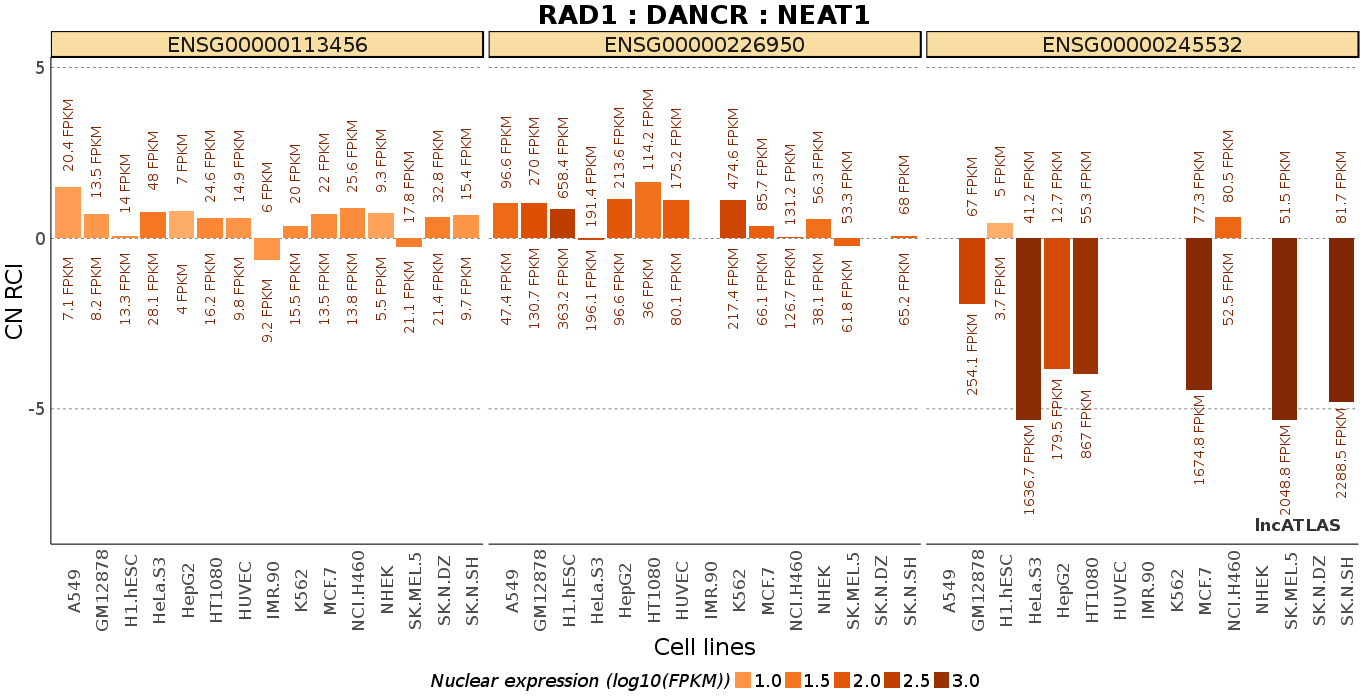 RAD1 : DANCR : NEAT1
ENSG00000113456 ENSG00000226950 ENSG00000245532
CN RCI
5
0
-5
20.4 FPKM 13.5 FPKM 14 FPKM 48 FPKM 7 FPKM 24.6 FPKM 14.9 FPKM 6 FPKM 20 FPKM 22 FPKM 25.6 FPKM 9.3 FPKM 17.8 FPKM 32.8 FPKM 15.4 FPKM
7.1 FPKM 8.2 FPKM 13.3 FPKM 28.1 FPKM 4 FPKM 16.2 FPKM 9.8 FPKM 9.2 FPKM 15.5 FPKM 13.5 FPKM 13.8 FPKM 5.5 FPKM 21.1 FPKM 21.4 FPKM 9.7 FPKM
96.6 FPKM 270 FPKM 658.4 FPKM 191.4 FPKM 213.6 FPKM 114.2 FPKM 175.2 FPKM 474.6 FPKM 85.7 FPKM 131.2 FPKM 56.3 FPKM 53.3 FPKM 68 FPKM
47.4 FPKM 130.7 FPKM 363.2 FPKM 196.1 FPKM 96.6 FPKM 36 FPKM 80.1 FPKM 217.4 FPKM 66.1 FPKM 126.7 FPKM 38.1 FPKM 61.8 FPKM 65.2 FPKM
67 FPKM 5 FPKM 41.2 FPKM 12.7 FPKM 55.3 FPKM 77.3 FPKM 80.5 FPKM 51.5 FPKM 81.7 FPKM
254.1 FPKM 3.7 FPKM 1636.7 FPKM 179.5 FPKM 867 FPKM 1674.8 FPKM 52.5 FPKM 2048.8 FPKM 2288.5 FPKM
lncATLAS
A549 GM12878 H1.hESC HeLa.S3 HepG2 HT1080 HUVEC IMR.90 K562 MCF.7 NCI.H460 NHEK SK.MEL.5 SK.N.DZ SK.N.SH
A549 GM12878 H1.hESC HeLa.S3 HepG2 HT1080 HUVEC IMR.90 K562 MCF.7 NCI.H460 NHEK SK.MEL.5 SK.N.DZ SK.N.SH
A549 GM12878 H1.hESC HeLa.S3 HepG2 HT1080 HUVEC IMR.90 K562 MCF.7 NCI.H460 NHEK SK.MEL.5 SK.N.DZ SK.N.SH
Cell lines
Nuclear expression (log10(FPKM)) 1.0 1.5 2.0 2.5 3.0